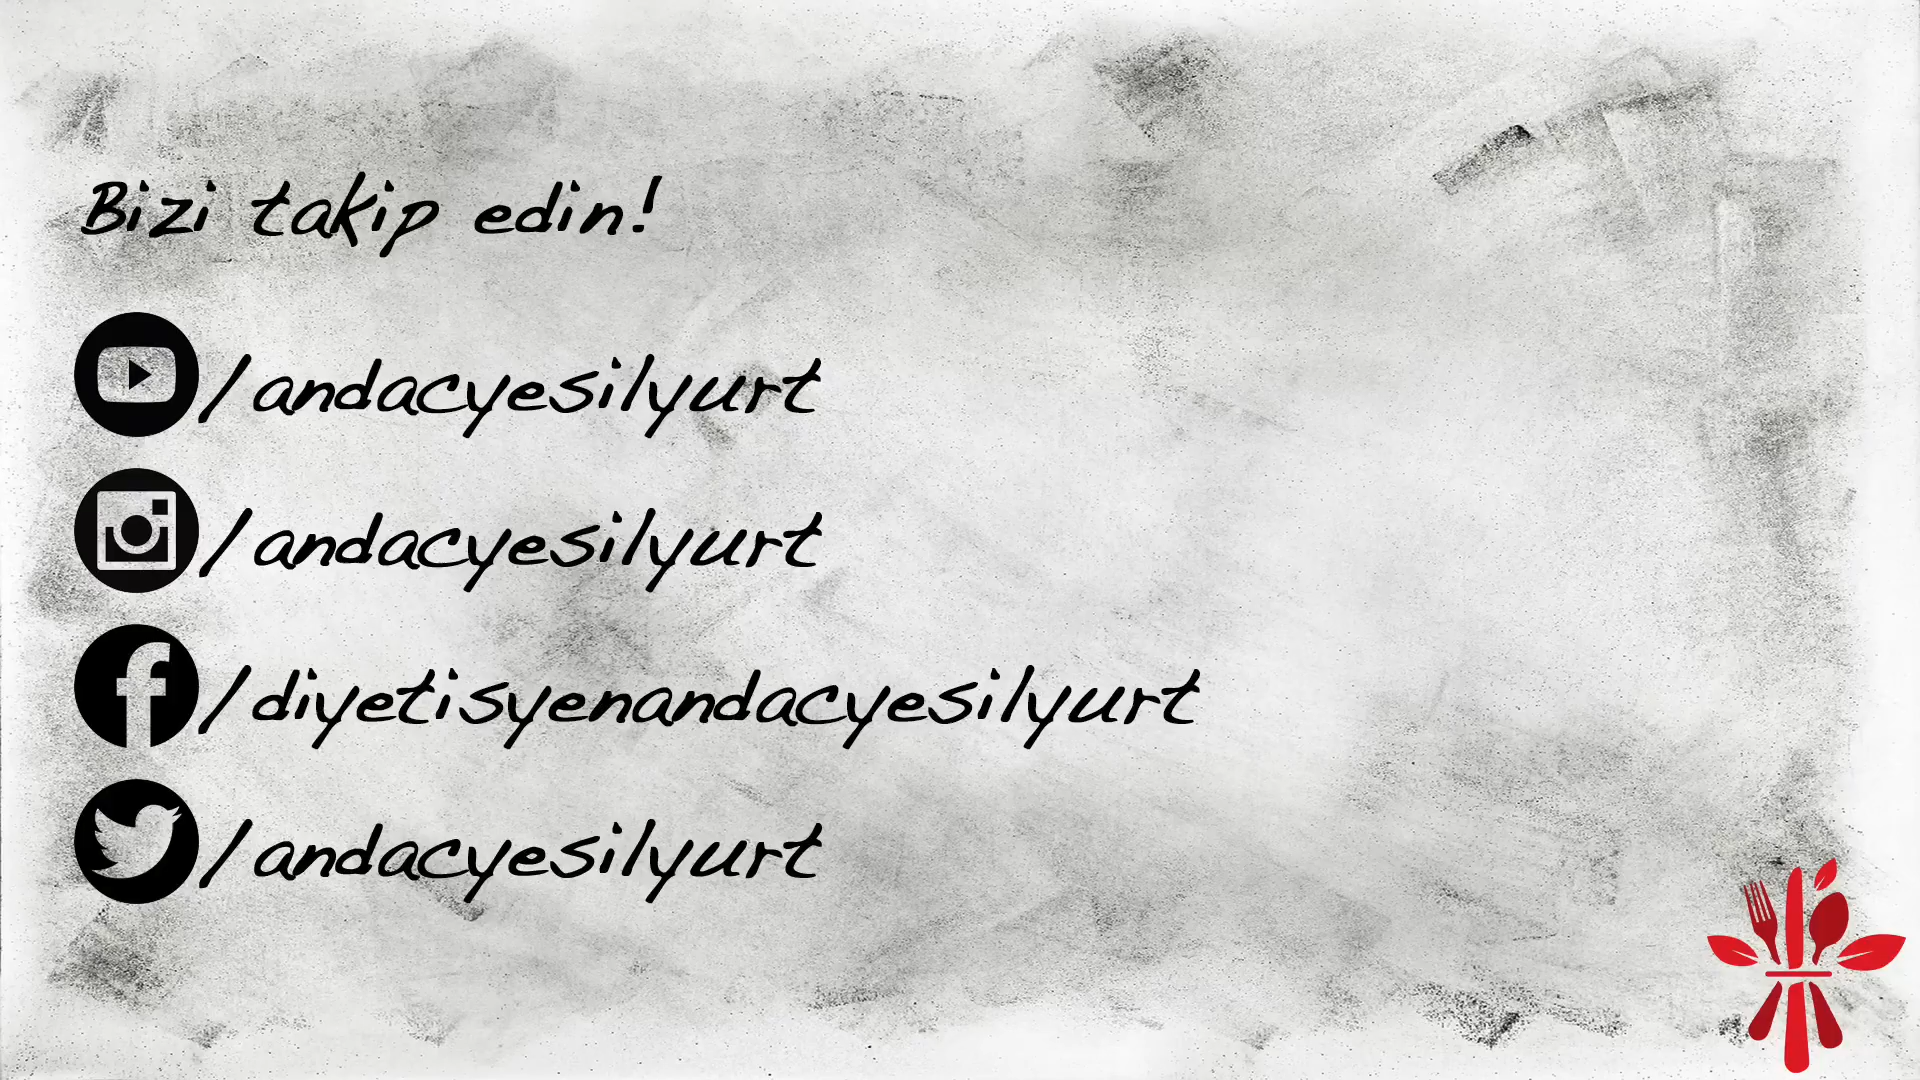 Bizi takip edin!
/andacyesilyurt
/andacyesilyurt
/diyetisyenandacyesilyurt
/andacyesilyurt